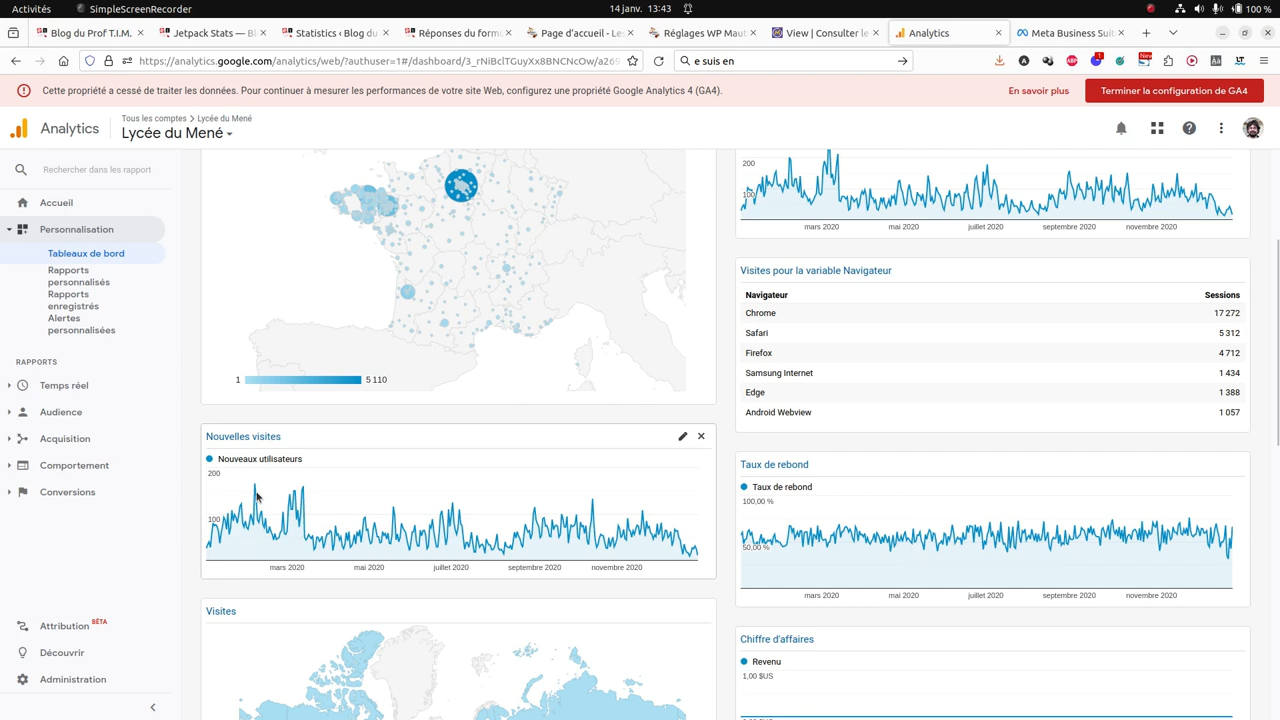 Activités
SimpleScreenRecorder
14 janv. 13:43
100 %
Blog du Prof T.I.M.
Jetpack Stats — Bl
Statistics ‹ Blog du
Réponses du form
Page d'accueil - Les
Réglages WP Maut
View | Consulter le
Analytics
Meta Business Suit
https://analytics.google.com/analytics/web/?authuser=1#/dashboard/3_rNiBclTGuyXx8BNCNcOw/a269
e suis en
Cette propriété a cessé de traiter les données. Pour continuer à mesurer les performances de votre site Web, configurez une propriété Google Analytics 4 (GA4).
En savoir plus
Terminer la configuration de GA4
Analytics
Tous les comptes > Lycée du Mené
Lycée du Mené
Rechercher dans les rapport
Accueil
Personnalisation
Tableaux de bord
Rapports
personnalisés
Rapports
enregistrés
Alertes
personnalisées
RAPPORTS
Temps réel
Audience
Acquisition
Comportement
Conversions
Attribution BÊTA
Découvrir
Administration
1
5 110
Nouvelles visites
Nouveaux utilisateurs
200
100
mars 2020
mai 2020
juillet 2020
septembre 2020
novembre 2020
Visites
200
100
mars 2020
mai 2020
juillet 2020
septembre 2020
novembre 2020
Visites pour la variable Navigateur
Navigateur Sessions
Chrome 17 272
Safari 5 312
Firefox 4 712
Samsung Internet 1 434
Edge 1 388
Android Webview 1 057
Taux de rebond
Taux de rebond
100,00 %
50,00 %
mars 2020
mai 2020
juillet 2020
septembre 2020
novembre 2020
Chiffre d'affaires
Revenu
1,00 $US